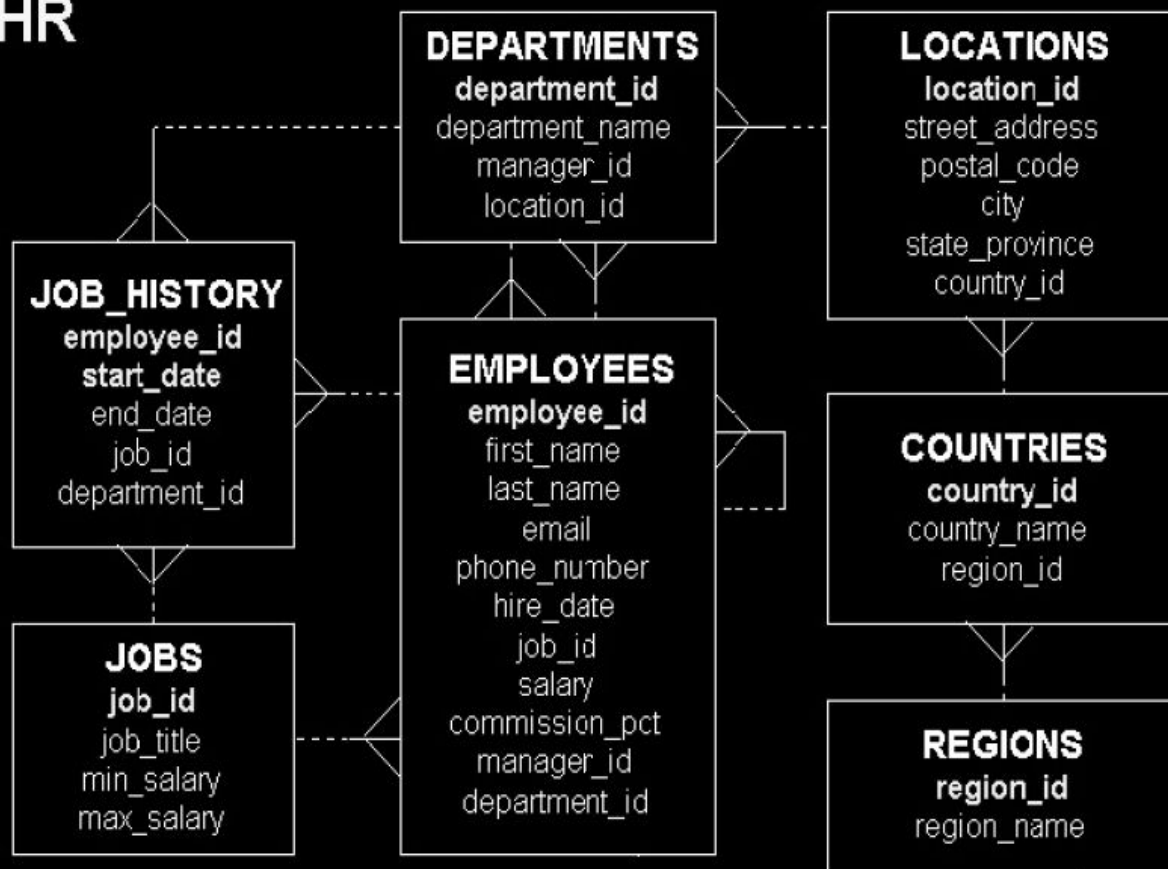 HR
DEPARTMENTS
department_id
department_name
manager_id
location_id
LOCATIONS
location_id
street_address
postal_code
city
state_province
country_id
JOB_HISTORY
employee_id
start_date
end_date
job_id
department_id
EMPLOYEES
employee_id
first_name
last_name
email
phone_number
hire_date
job_id
salary
commission_pct
manager_id
department_id
COUNTRIES
country_id
country_name
region_id
JOBS
job_id
job_title
min_salary
max_salary
REGIONS
region_id
region_name